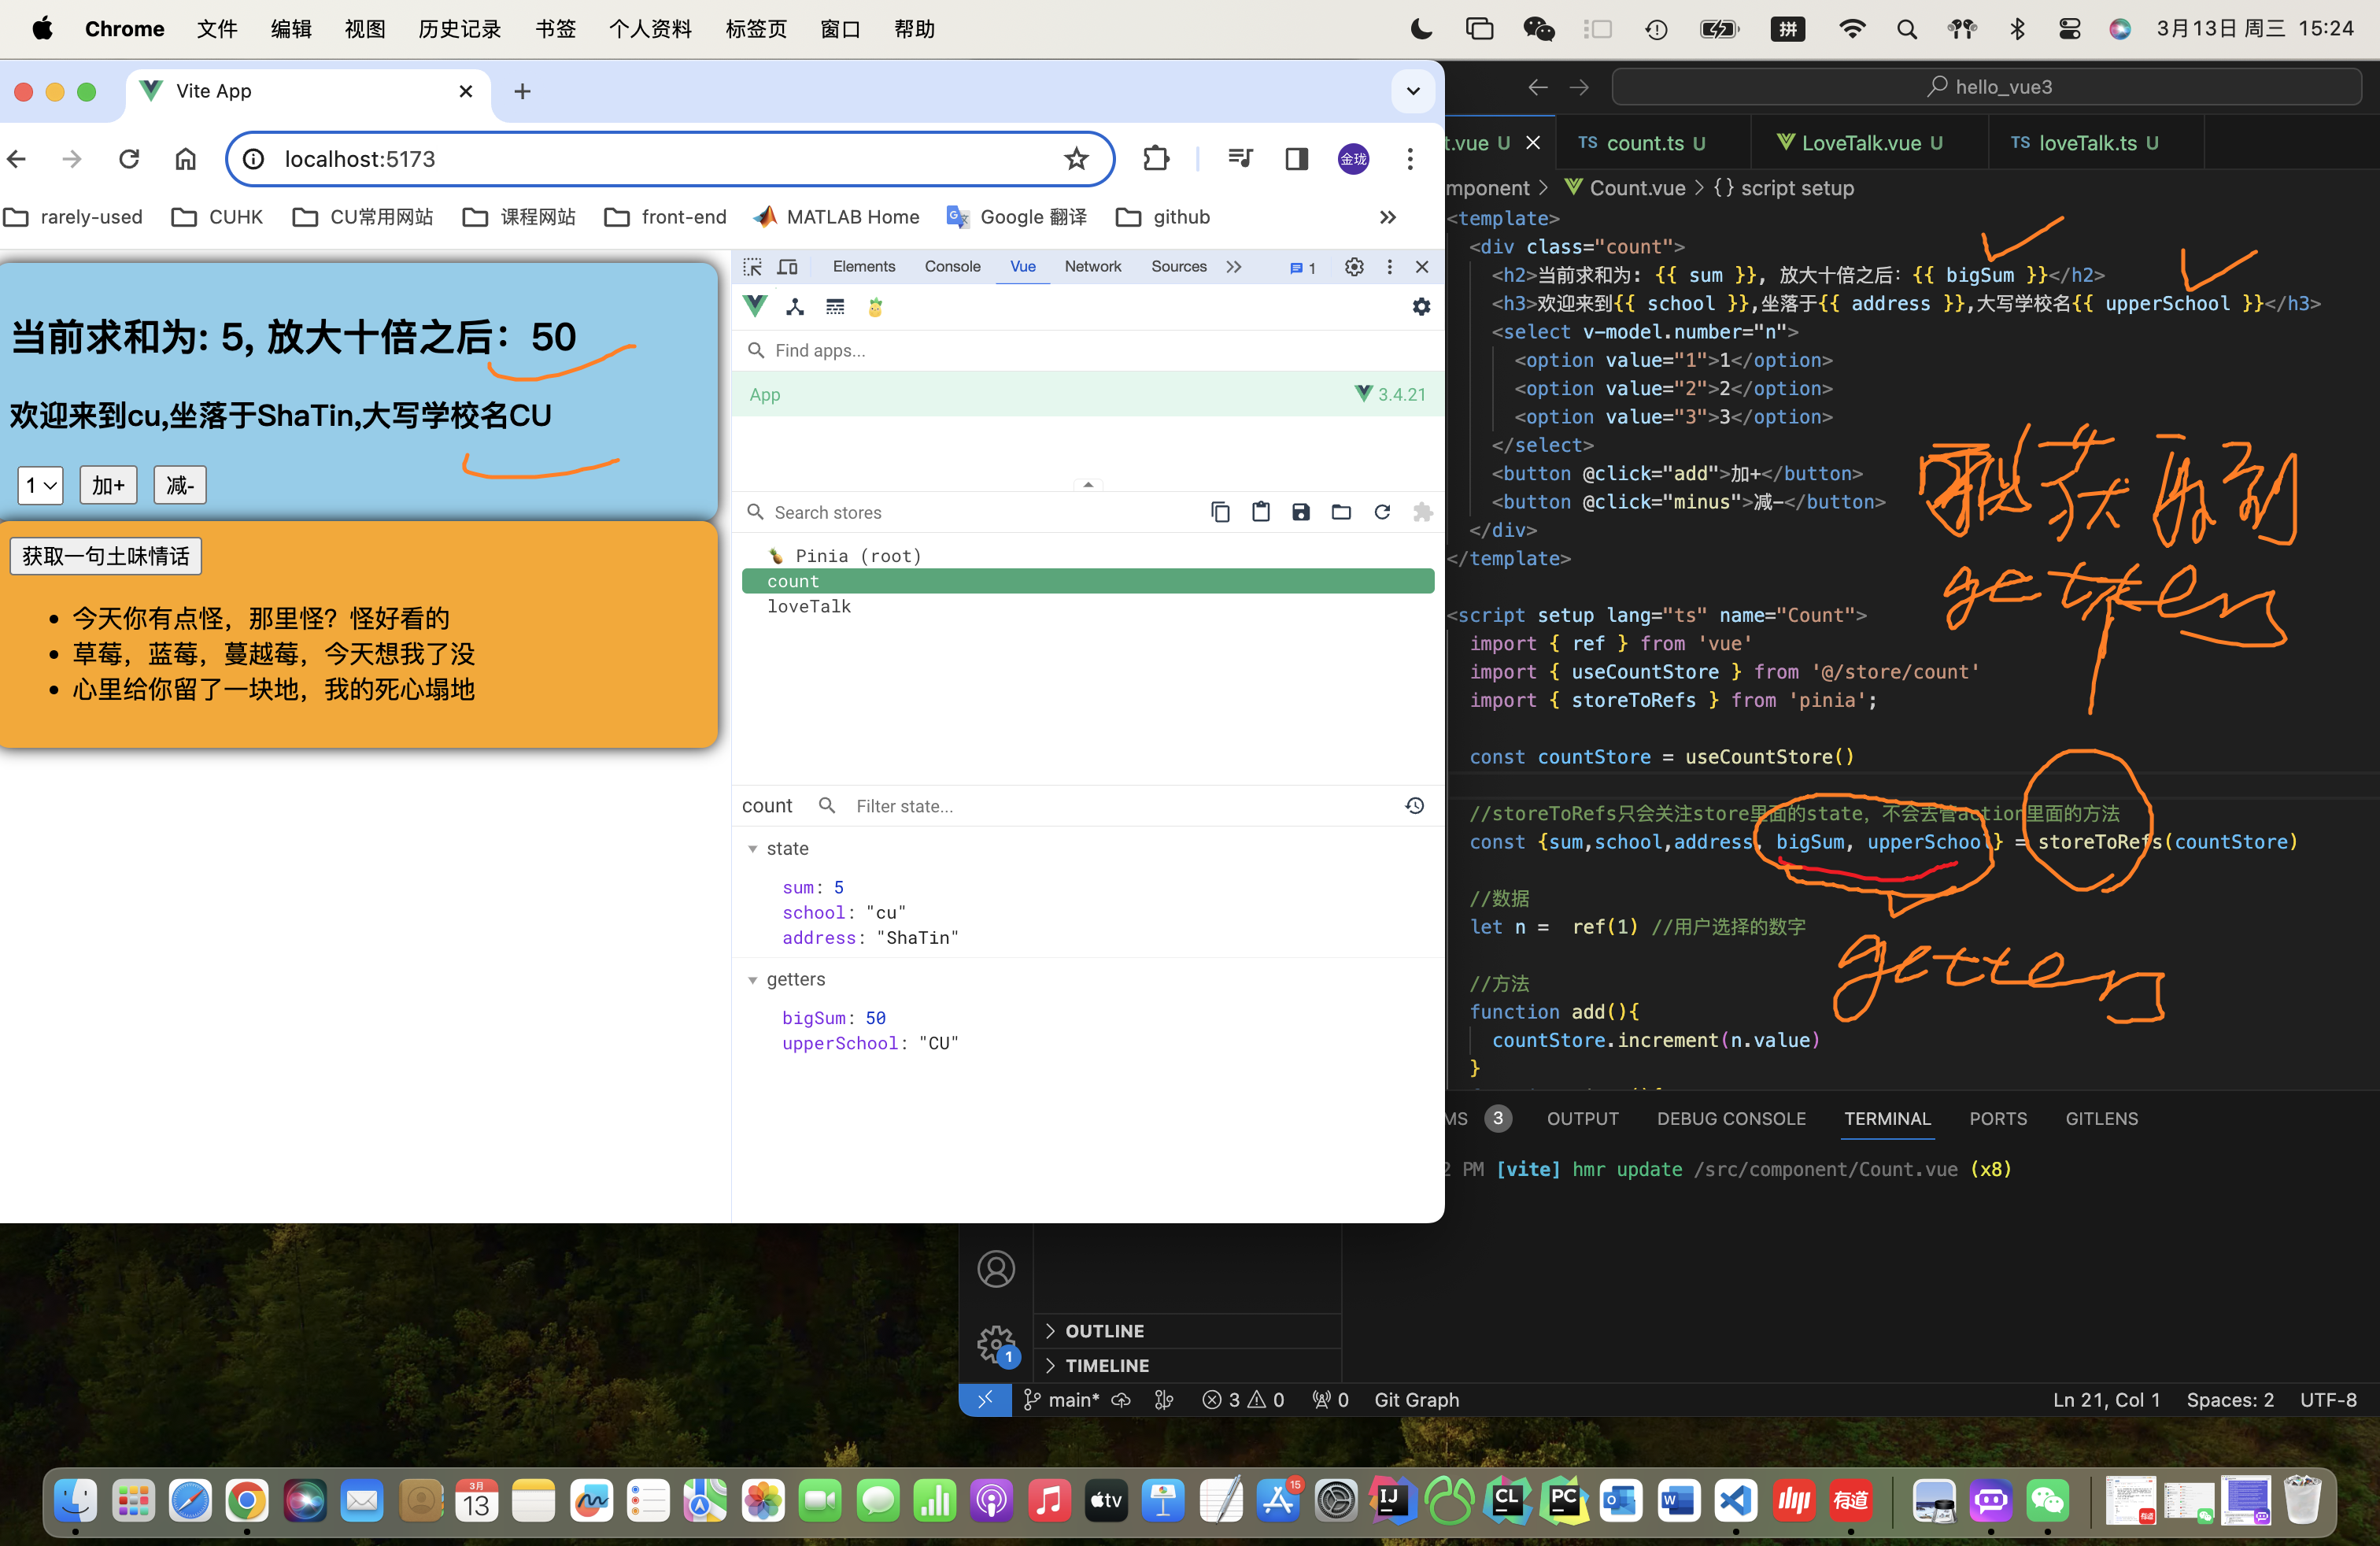 Chrome 文件 编辑 视图 历史记录 书签 个人资料 标签页 窗口 帮助
拼 3月13日 周三 15:24
Vite App
localhost:5173
金珑
rarely-used CUHK CU常用网站 课程网站 front-end MATLAB Home Google 翻译 github
当前求和为: 5, 放大十倍之后：50
欢迎来到cu,坐落于ShaTin,大写学校名CU
1 加+ 减-
获取一句土味情话
今天你有点怪，那里怪？怪好看的
草莓，蓝莓，蔓越莓，今天想我了没
心里给你留了一块地，我的死心塌地
Elements Console Vue Network Sources 1
Find apps...
App 3.4.21
Search stores
Pinia (root)
count
loveTalk
count Filter state...
state
sum: 5
school: "cu"
address: "ShaTin"
getters
bigSum: 50
upperSchool: "CU"
hello_vue3
t.vue U TS count.ts U LoveTalk.vue U TS loveTalk.ts U
mponent > Count.vue > {} script setup
<template>
<div class="count">
<h2>当前求和为: {{ sum }}, 放大十倍之后：{{ bigSum }}</h2>
<h3>欢迎来到{{ school }},坐落于{{ address }},大写学校名{{ upperSchool }}</h3>
<select v-model.number="n">
<option value="1">1</option>
<option value="2">2</option>
<option value="3">3</option>
</select>
<button @click="add">加+</button>
<button @click="minus">减-</button>
</div>
</template>
getters
<script setup lang="ts" name="Count">
import { ref } from 'vue'
import { useCountStore } from '@/store/count'
import { storeToRefs } from 'pinia';
const countStore = useCountStore()
//storeToRefs只会关注store里面的state，不会去管action里面的方法
const {sum,school,address, bigSum, upperSchool} = storeToRefs(countStore)
//数据
let n = ref(1) //用户选择的数字
getters
//方法
function add(){
countStore.increment(n.value)
}
MS 3 OUTPUT DEBUG CONSOLE TERMINAL PORTS GITLENS
2 PM [vite] hmr update /src/component/Count.vue (x8)
OUTLINE
1
TIMELINE
main* 3 0 0 Git Graph Ln 21, Col 1 Spaces: 2 UTF-8
3月 13 tv 15 IJ CL PC W 有道